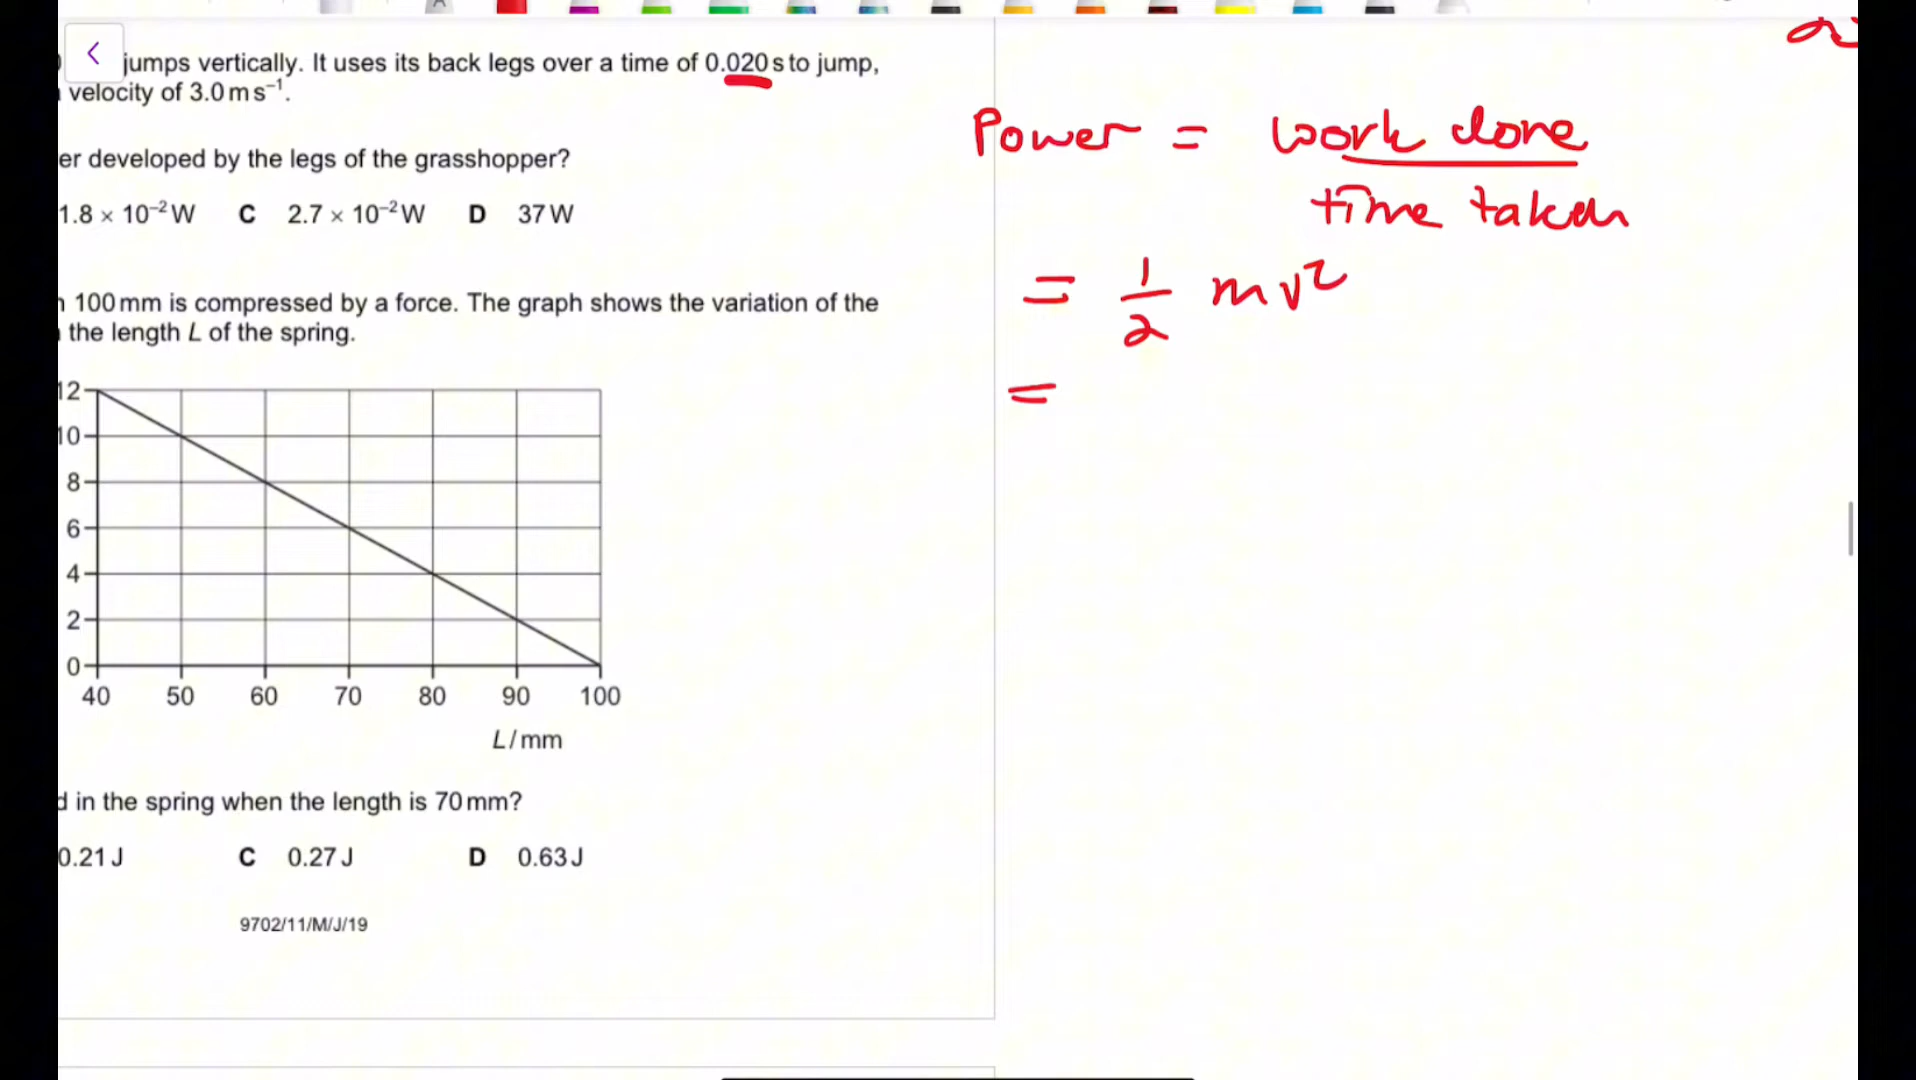 jumps vertically. It uses its back legs over a time of 0.020 s to jump,
velocity of 3.0 m s⁻¹.
er developed by the legs of the grasshopper?
1.8 × 10⁻² W C 2.7 × 10⁻² W D 37 W
100 mm is compressed by a force. The graph shows the variation of the
the length L of the spring.
12
10
8
6
4
2
0
40 50 60 70 80 90 100
L / mm
d in the spring when the length is 70 mm?
0.21 J C 0.27 J D 0.63 J
9702/11/M/J/19
Power = work done
time taken
= 1/2 mv²
=